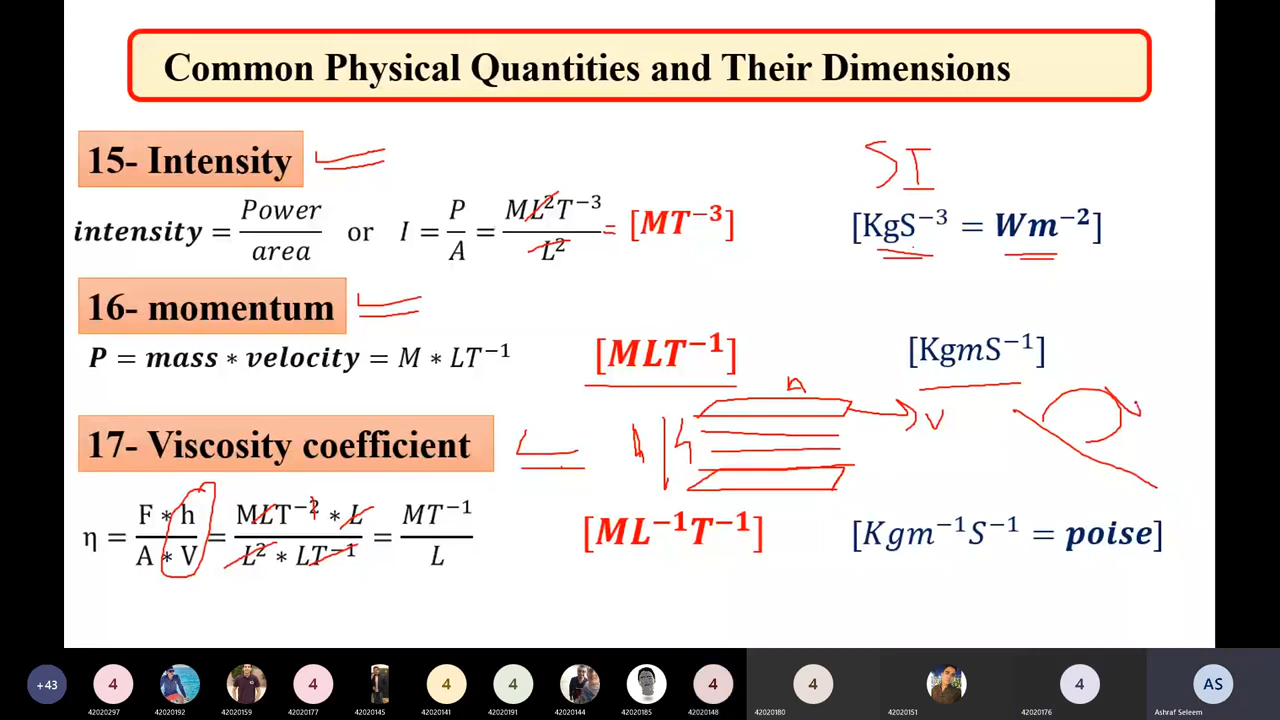 Common Physical Quantities and Their Dimensions
15- Intensity
SI
intensity = Power / area or I = P / A = ML²T⁻³ / L² = [MT⁻³] [KgS⁻³ = Wm⁻²]
16- momentum
P = mass * velocity = M * LT⁻¹ [MLT⁻¹] [KgmS⁻¹]
17- Viscosity coefficient
h
V
η = F * h / A * V = MLT⁻² * L / L² * LT⁻¹ = MT⁻¹ / L [ML⁻¹T⁻¹] [Kgm⁻¹S⁻¹ = poise]
+43 4 4 4 4 4 4 4 AS
42020297 42020192 42020159 42020177 42020145 42020141 42020191 42020144 42020185 42020148 42020180 42020151 42020176 Ashraf Seleem